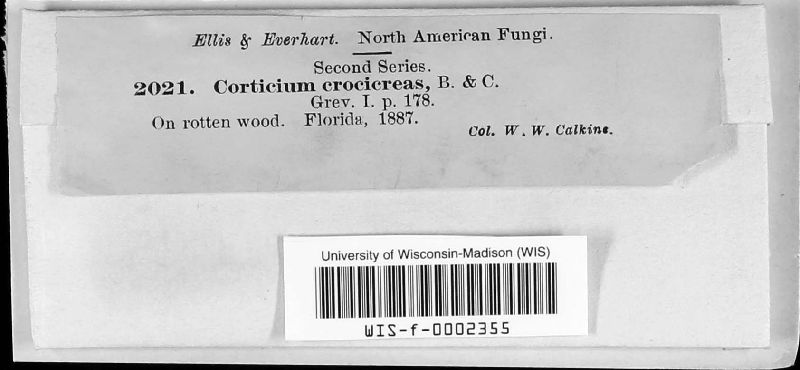 Ellis & Everhart. North American Fungi.
Second Series.
2021. Corticium crocicreas, B. & C.
Grev. I. p. 178.
On rotten wood. Florida, 1887.
Col. W. W. Calkins.
University of Wisconsin-Madison (WIS)
WIS-f-0002355